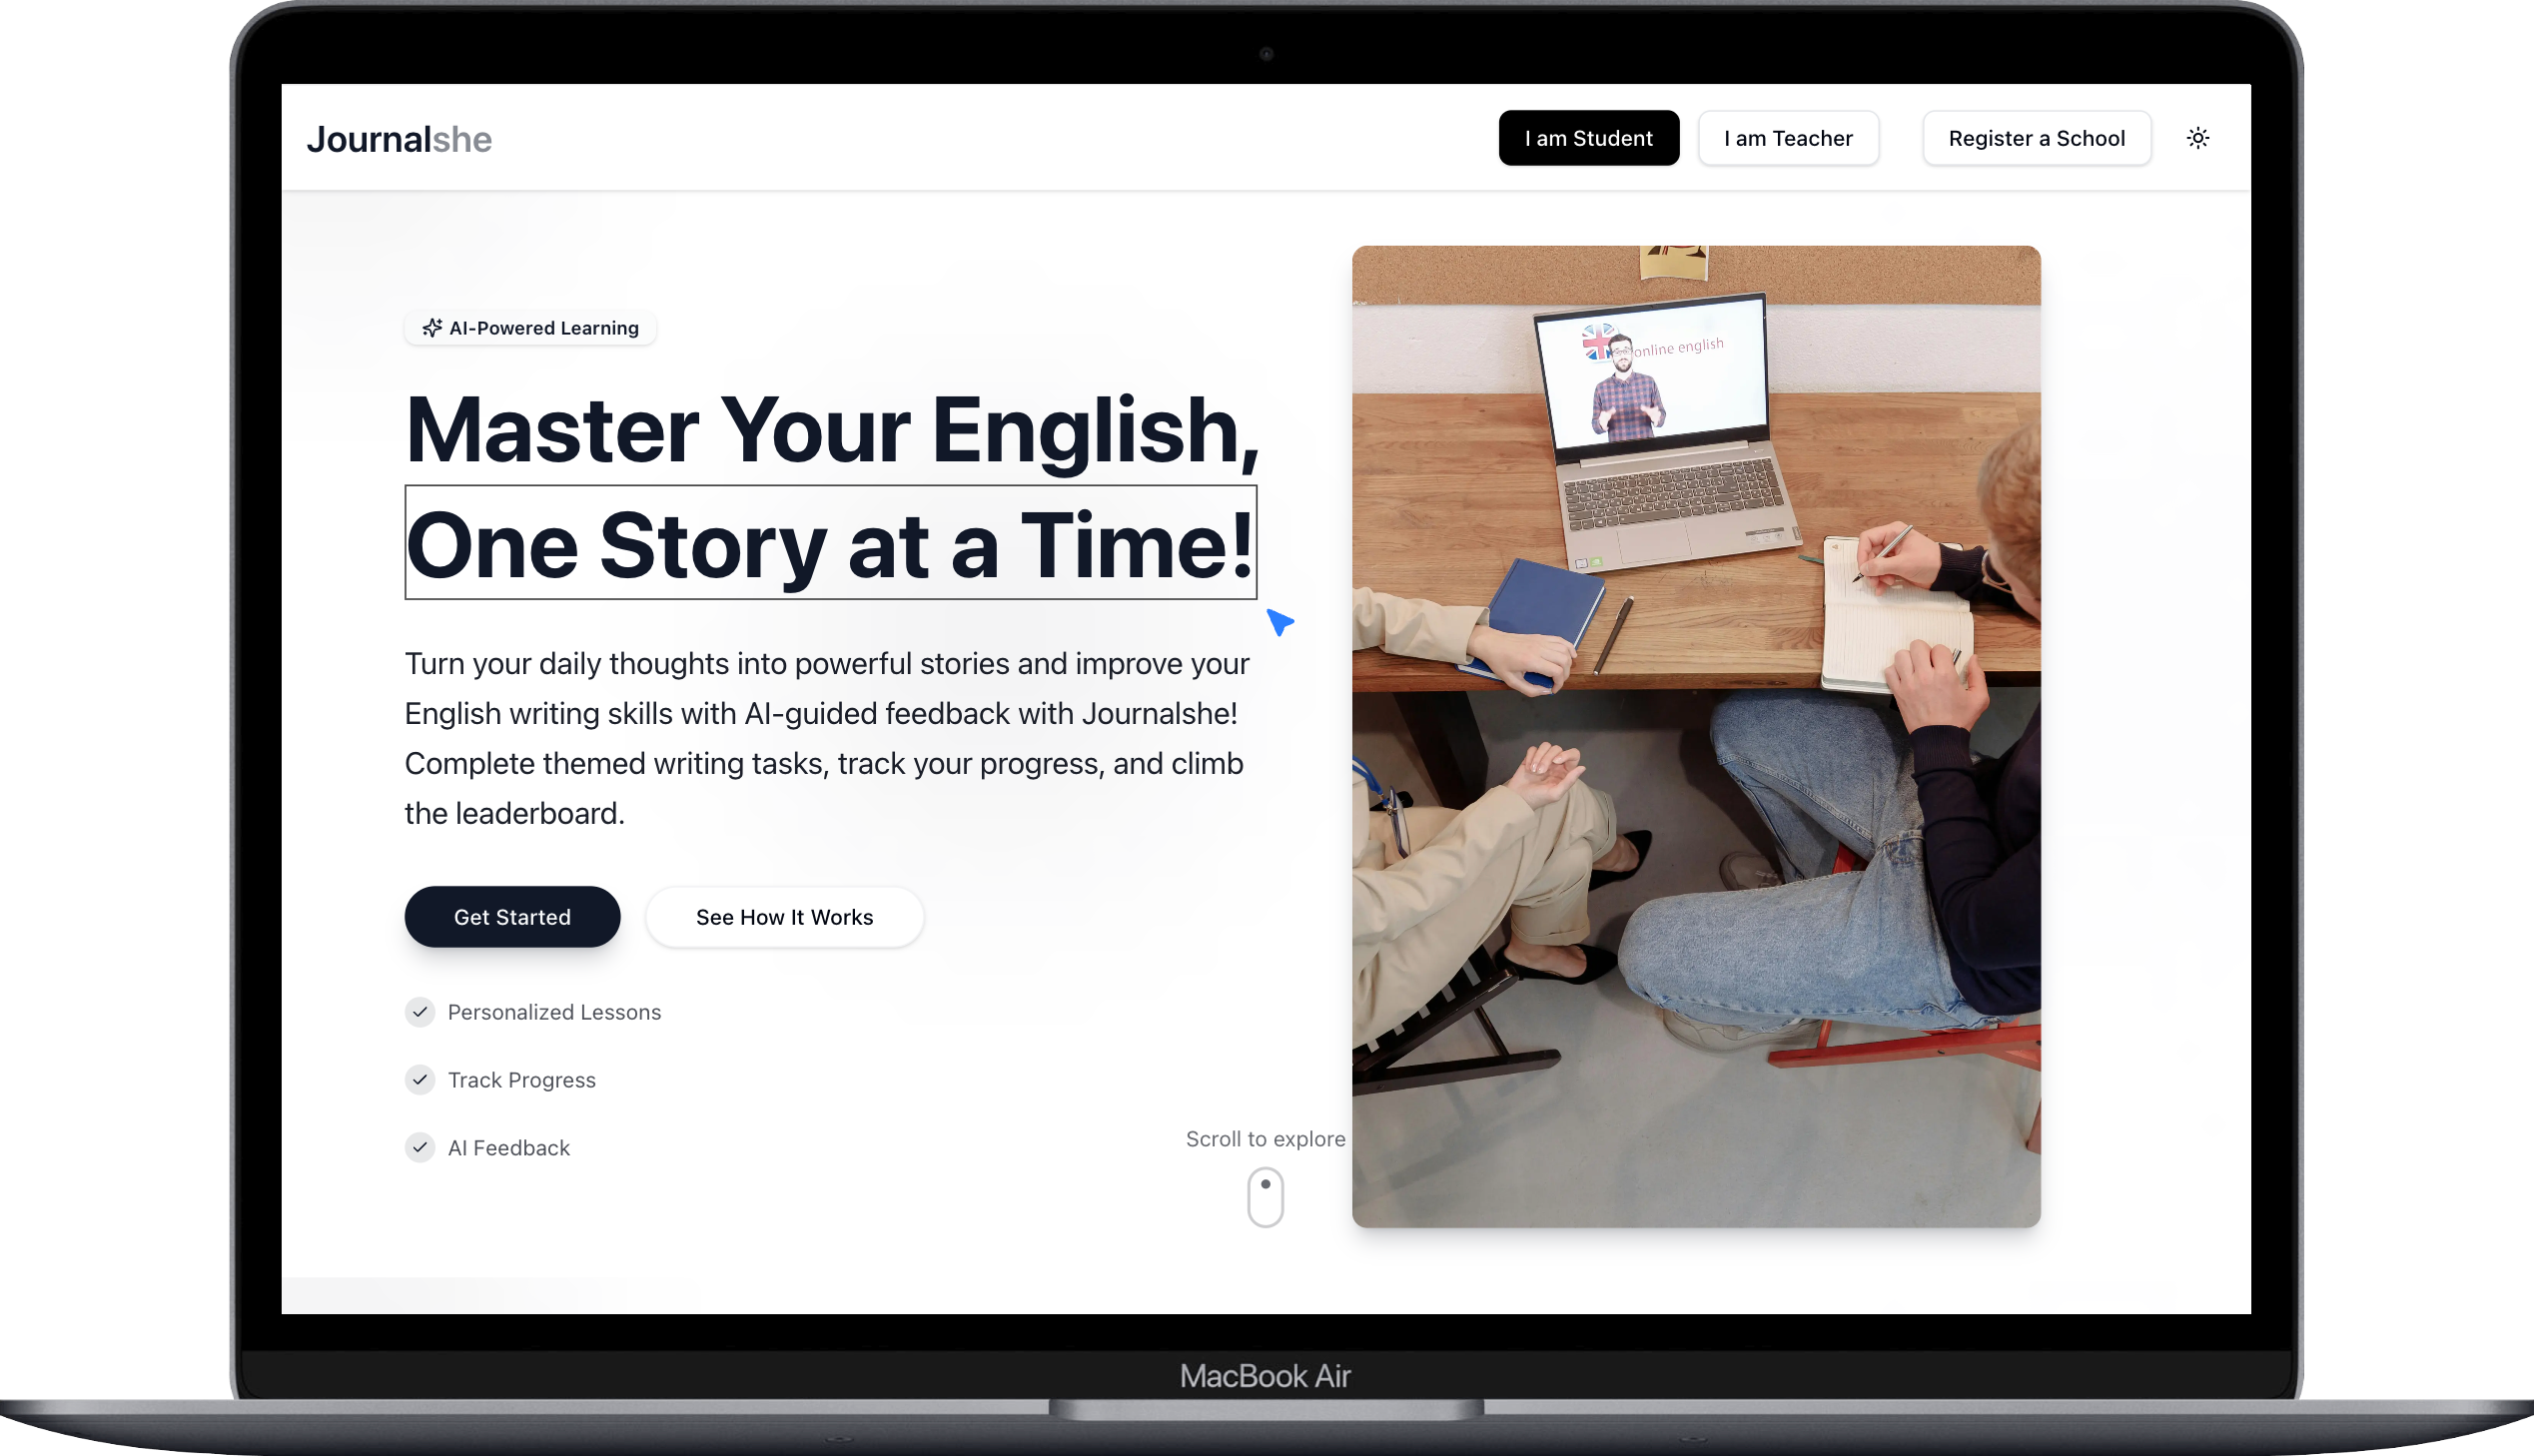 Journalshe
I am Student
I am Teacher
Register a School
AI-Powered Learning
Master Your English,
One Story at a Time!
Turn your daily thoughts into powerful stories and improve your
English writing skills with AI-guided feedback with Journalshe!
Complete themed writing tasks, track your progress, and climb
the leaderboard.
Get Started
See How It Works
Personalized Lessons
Track Progress
AI Feedback
Scroll to explore
online english
MacBook Air